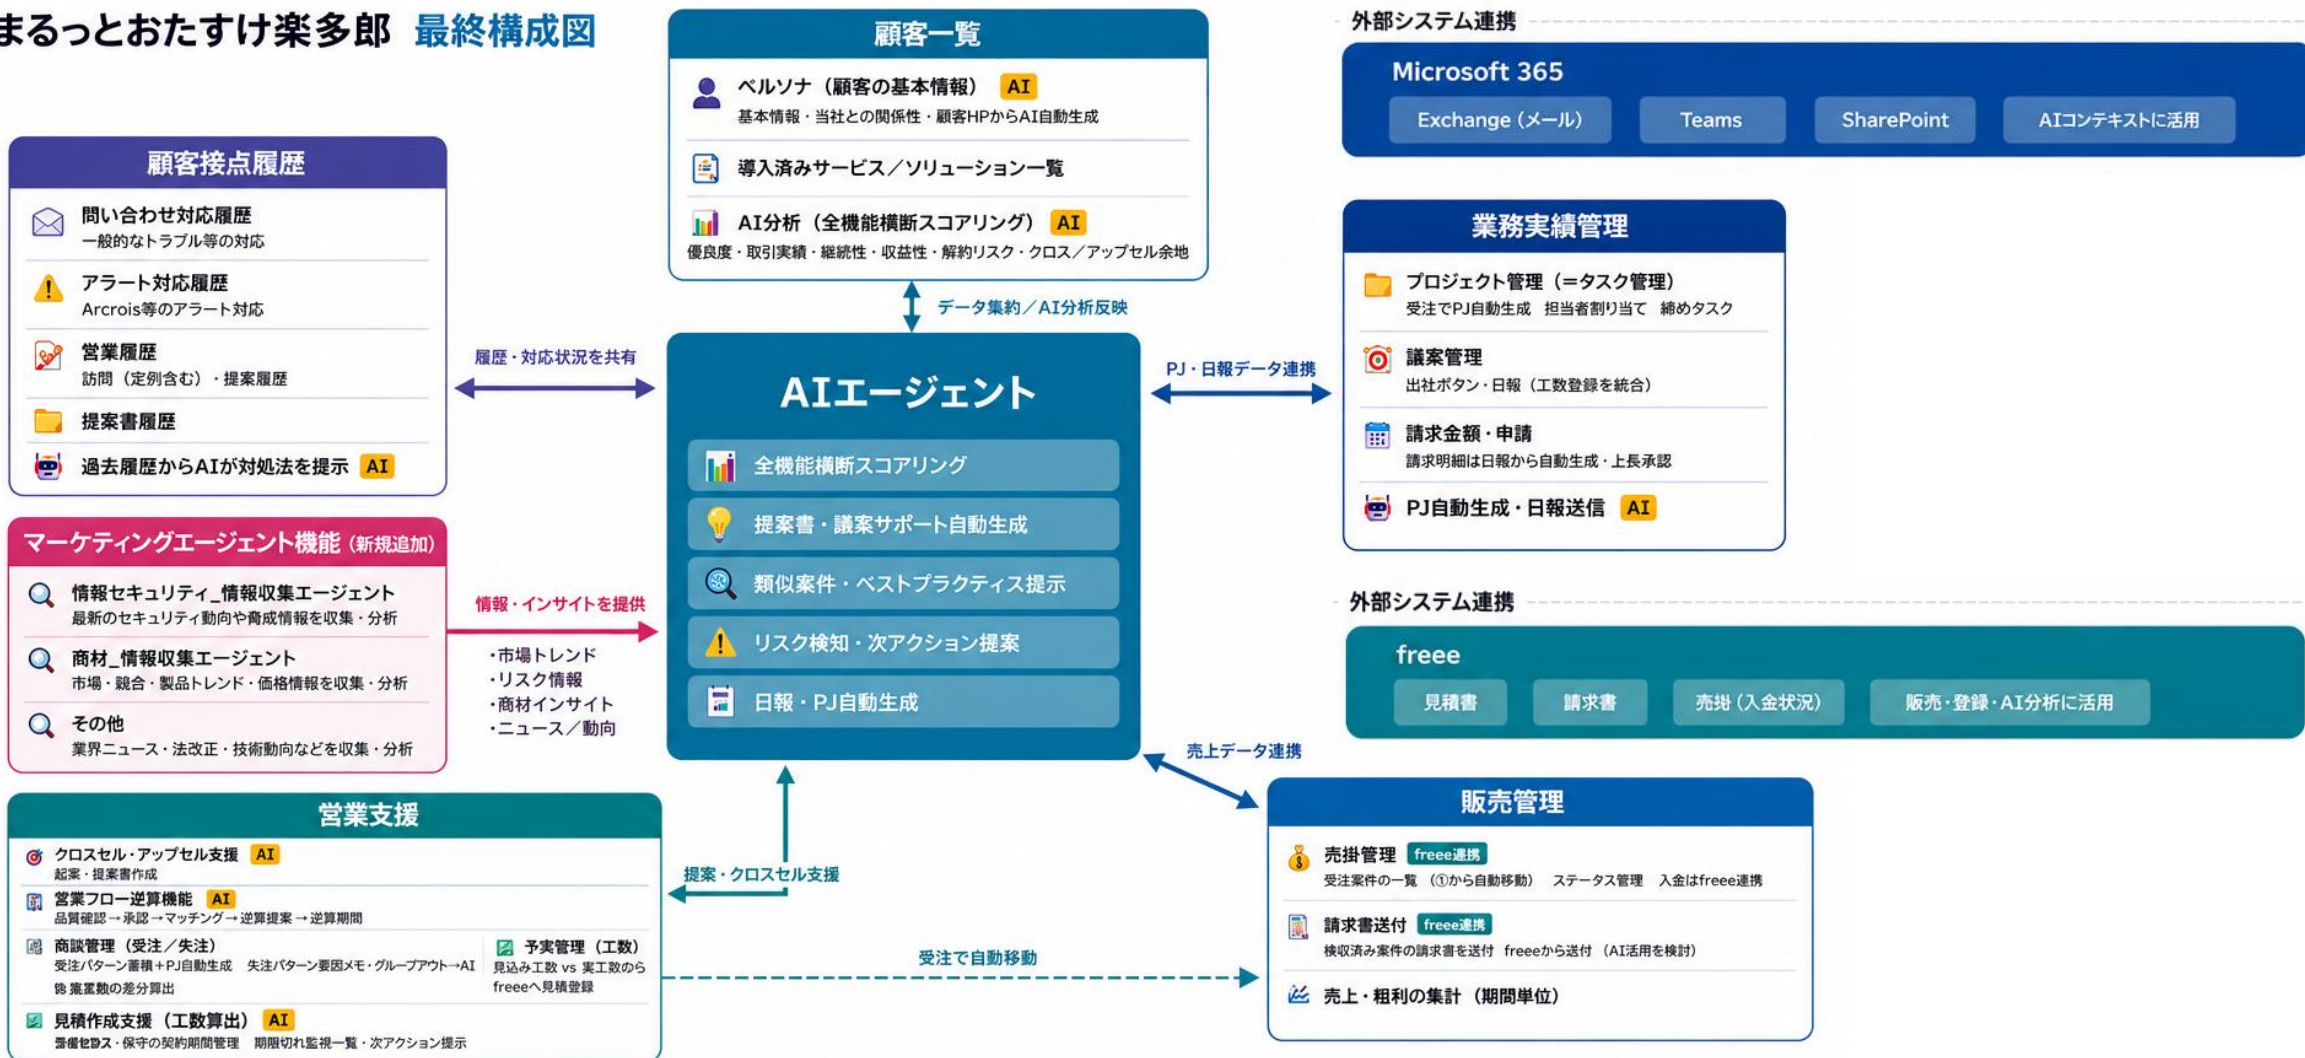 まるっとおたすけ楽多郎 最終構成図
顧客接点履歴
問い合わせ対応履歴
一般的なトラブル等の対応
アラート対応履歴
Arcrois等のアラート対応
営業履歴
訪問（定例含む）・提案履歴
提案書履歴
過去履歴からAIが対処法を提示 AI
マーケティングエージェント機能（新規追加）
情報セキュリティ_情報収集エージェント
最新のセキュリティ動向や脅威情報を収集・分析
商材_情報収集エージェント
市場・競合・製品トレンド・価格情報を収集・分析
その他
業界ニュース・法改正・技術動向などを収集・分析
営業支援
クロスセル・アップセル支援 AI
起案・提案書作成
営業フロー逆算機能 AI
品質確認→承認→マッチング→逆算提案→逆算期間
商談管理（受注／失注）
受注パターン蓄積＋PJ自動生成 失注パターン要因メモ・グループアウト→AI
の差分算出
予実管理（工数）
見込み工数 vs 実工数のら
freeeへ見積登録
見積作成支援（工数算出） AI
・保守の契約期間管理 期限切れ監視一覧・次アクション提示
顧客一覧
ペルソナ（顧客の基本情報） AI
基本情報・当社との関係性・顧客HPからAI自動生成
導入済みサービス／ソリューション一覧
AI分析（全機能横断スコアリング） AI
優良度・取引実績・継続性・収益性・解約リスク・クロス／アップセル余地
データ集約／AI分析反映
履歴・対応状況を共有
情報・インサイトを提供
・市場トレンド
・リスク情報
・商材インサイト
・ニュース／動向
AIエージェント
全機能横断スコアリング
提案書・議案サポート自動生成
類似案件・ベストプラクティス提示
リスク検知・次アクション提案
日報・PJ自動生成
提案・クロスセル支援
受注で自動移動
PJ・日報データ連携
売上データ連携
外部システム連携
Microsoft 365
Exchange（メール）
Teams
SharePoint
AIコンテキストに活用
業務実績管理
プロジェクト管理（＝タスク管理）
受注でPJ自動生成 担当者割り当て 締めタスク
議案管理
出社ボタン・日報（工数登録を統合）
請求金額・申請
請求明細は日報から自動生成・上長承認
PJ自動生成・日報送信 AI
外部システム連携
freee
見積書
請求書
売掛（入金状況）
販売・登録・AI分析に活用
販売管理
売掛管理 freee連携
受注案件の一覧 （①から自動移動） ステータス管理 入金はfreee連携
請求書送付 freee連携
検収済み案件の請求書を送付 freeeから送付 （AI活用を検討）
売上・粗利の集計（期間単位）